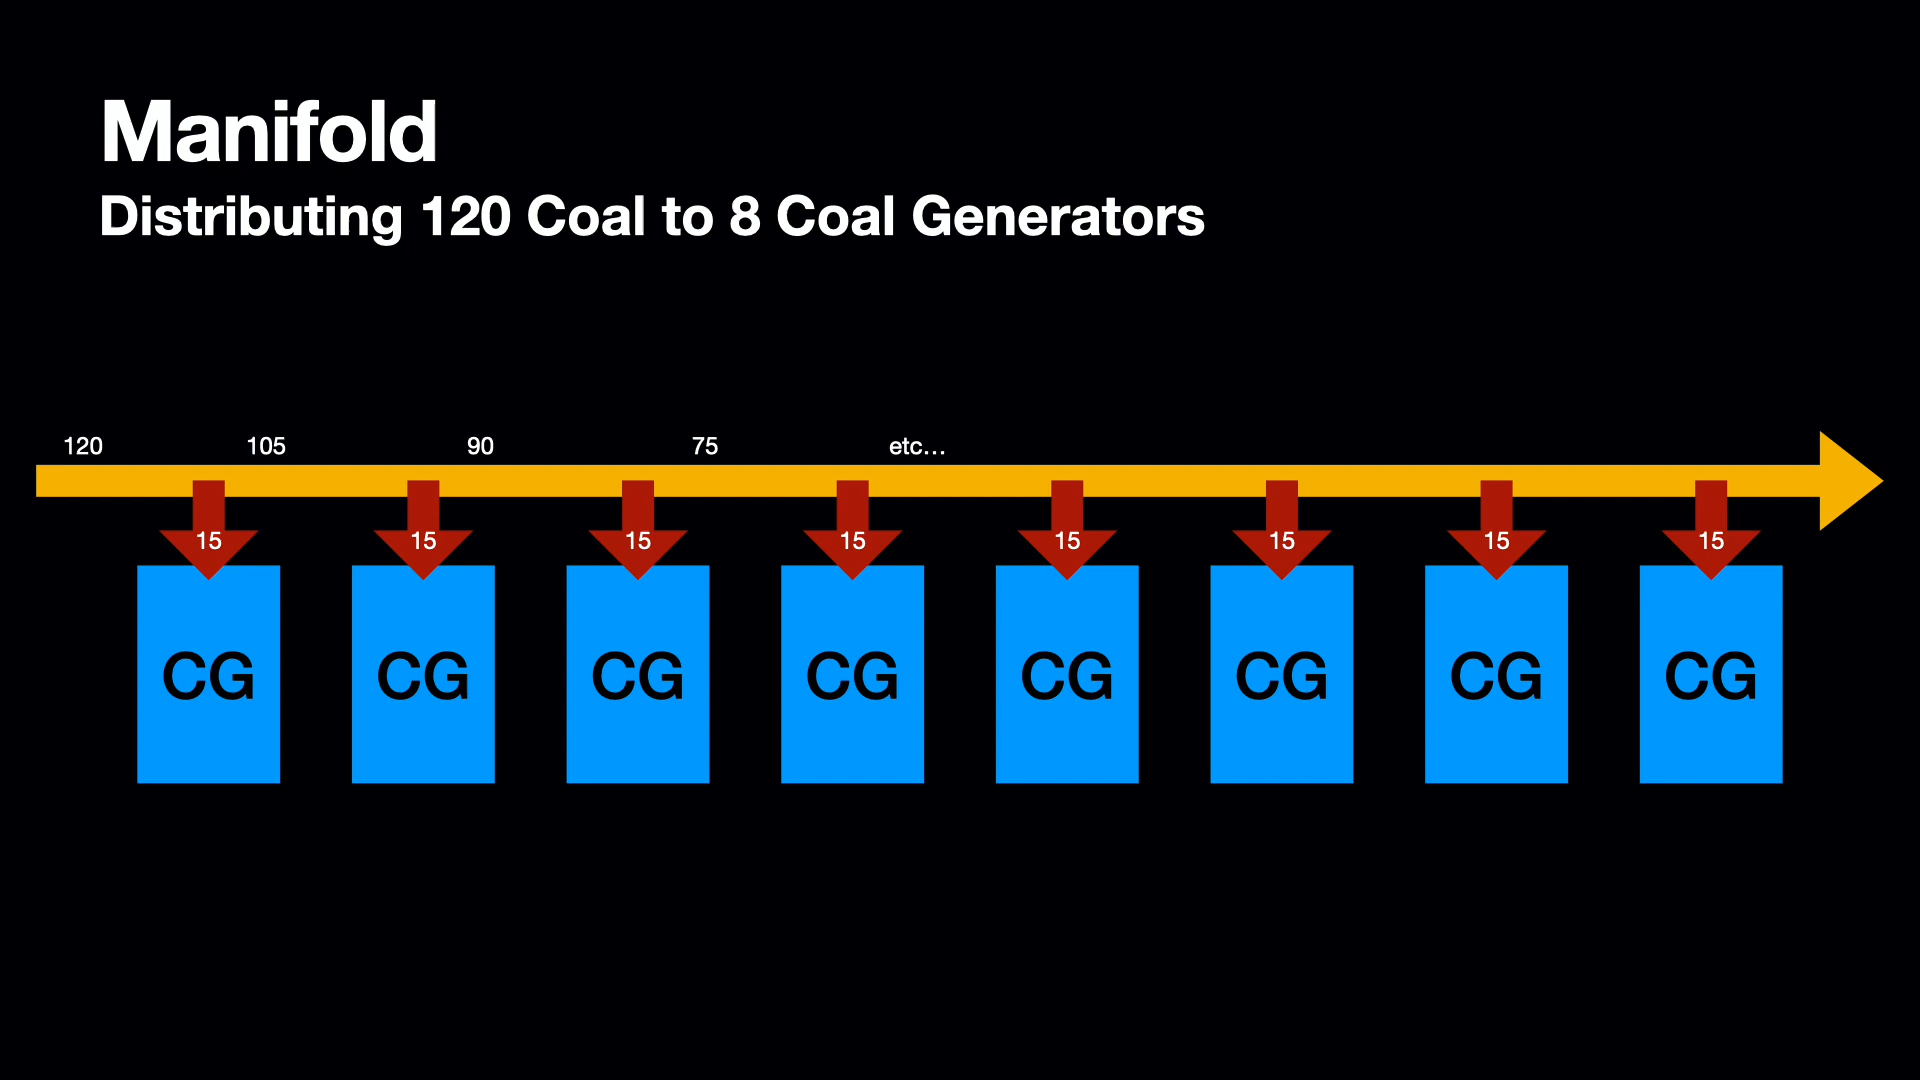 Manifold
Distributing 120 Coal to 8 Coal Generators
120 105 90 75 etc...
15 15 15 15 15 15 15 15
CG CG CG CG CG CG CG CG